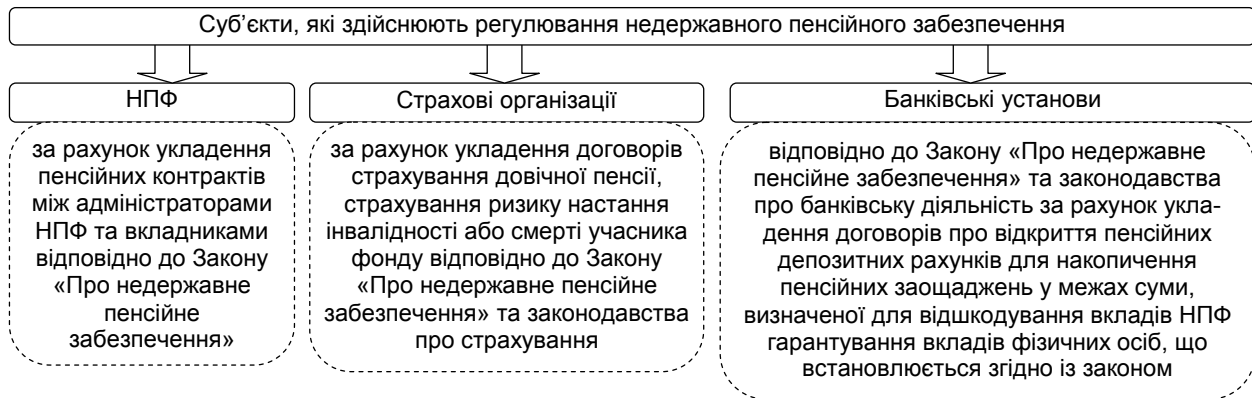 Суб’єкти, які здійснюють регулювання недержавного пенсійного забезпечення
НПФ
за рахунок укладення
пенсійних контрактів
між адміністраторами
НПФ та вкладниками
відповідно до Закону
«Про недержавне
пенсійне
забезпечення»
Страхові організації
за рахунок укладення договорів
страхування довічної пенсії,
страхування ризику настання
інвалідності або смерті учасника
фонду відповідно до Закону
«Про недержавне пенсійне
забезпечення» та законодавства
про страхування
Банківські установи
відповідно до Закону «Про недержавне
пенсійне забезпечення» та законодавства
про банківську діяльність за рахунок укла-
дення договорів про відкриття пенсійних
депозитних рахунків для накопичення
пенсійних заощаджень у межах суми,
визначеної для відшкодування вкладів НПФ
гарантування вкладів фізичних осіб, що
встановлюється згідно із законом